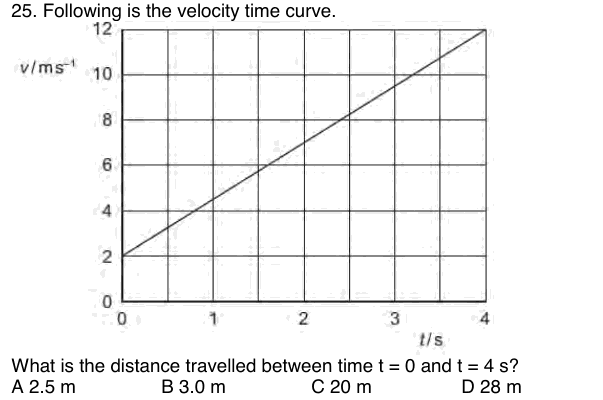 25. Following is the velocity time curve.
12
v/ms⁻¹ 10
8
6
4
2
0
0 1 2 3 4
t/s
What is the distance travelled between time t = 0 and t = 4 s?
A 2.5 m B 3.0 m C 20 m D 28 m